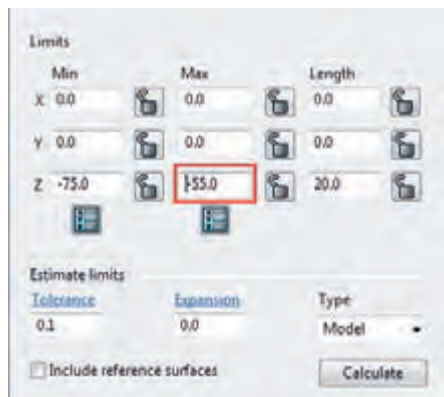 Limits
Min Max Length
X 0.0 0.0 0.0
Y 0.0 0.0 0.0
Z -75.0 -55.0 20.0
Estimate limits
Tolerance Expansion Type
0.1 0.0 Model
Include reference surfaces Calculate